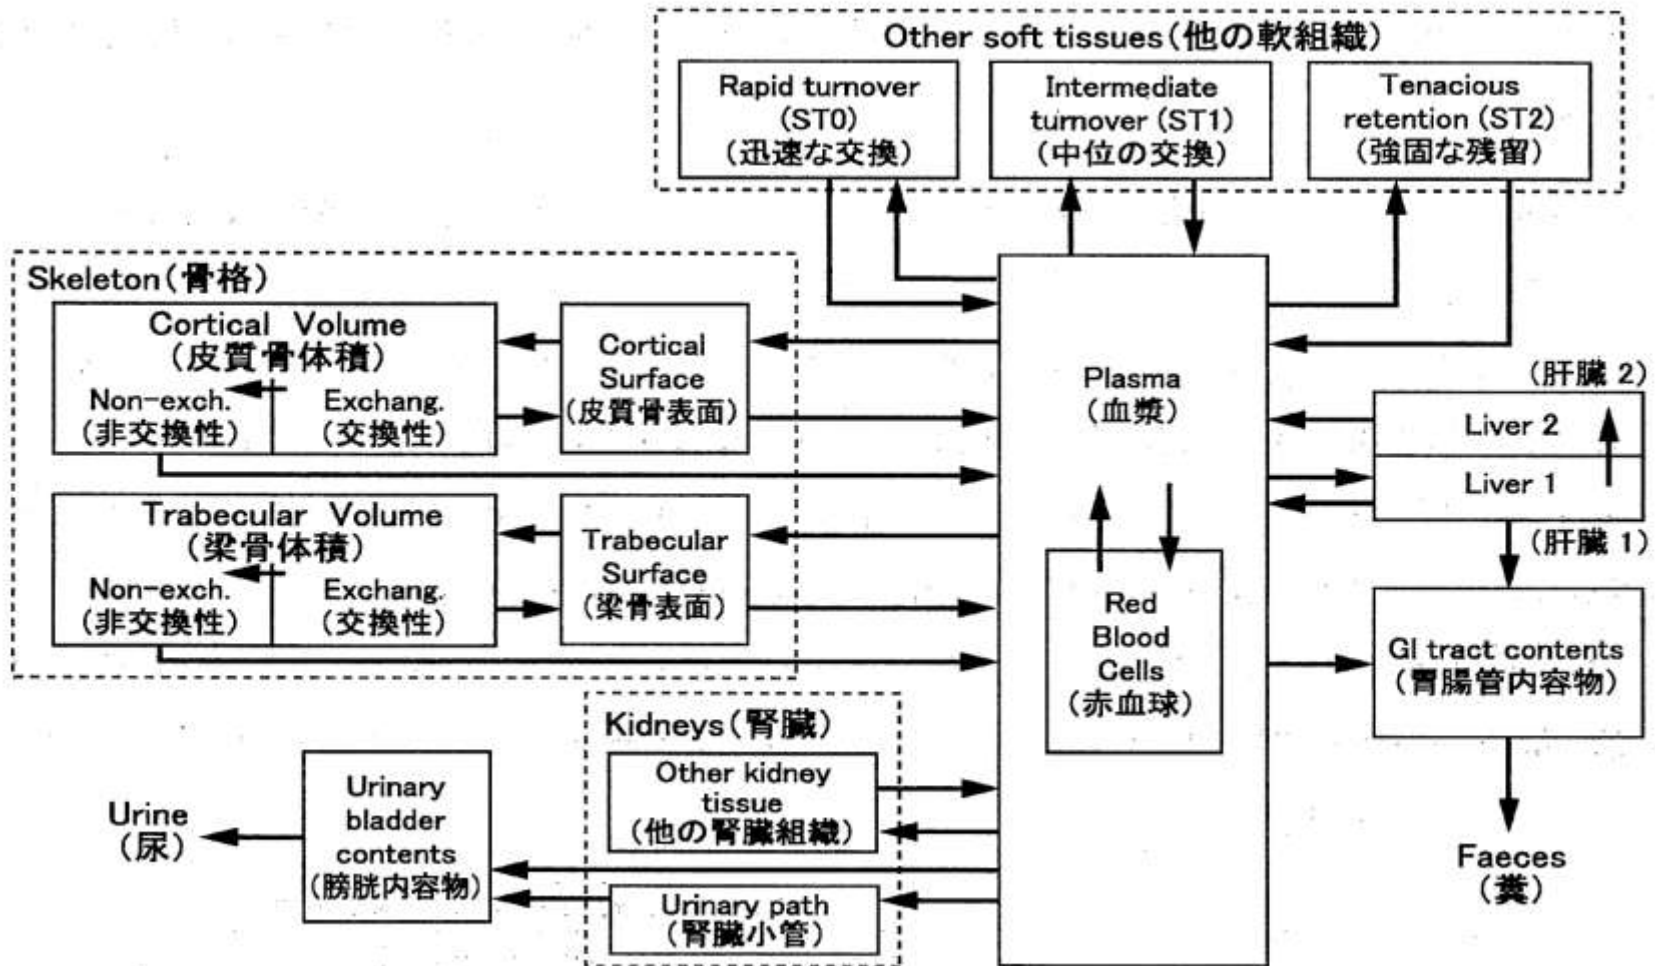 Other soft tissues(他の軟組織)
Rapid turnover
(ST0)
(迅速な交換)
Intermediate
turnover (ST1)
(中位の交換)
Tenacious
retention (ST2)
(強固な残留)
Skeleton(骨格)
Cortical Volume
(皮質骨体積)
Non-exch.
(非交換性)
Exchang.
(交換性)
Cortical
Surface
(皮質骨表面)
Trabecular Volume
(梁骨体積)
Non-exch.
(非交換性)
Exchang.
(交換性)
Trabecular
Surface
(梁骨表面)
Plasma
(血漿)
Red
Blood
Cells
(赤血球)
(肝臓 2)
Liver 2
Liver 1
(肝臓 1)
GI tract contents
(胃腸管内容物)
Faeces
(糞)
Kidneys(腎臓)
Other kidney
tissue
(他の腎臓組織)
Urinary path
(腎臓小管)
Urinary
bladder
contents
(膀胱内容物)
Urine
(尿)